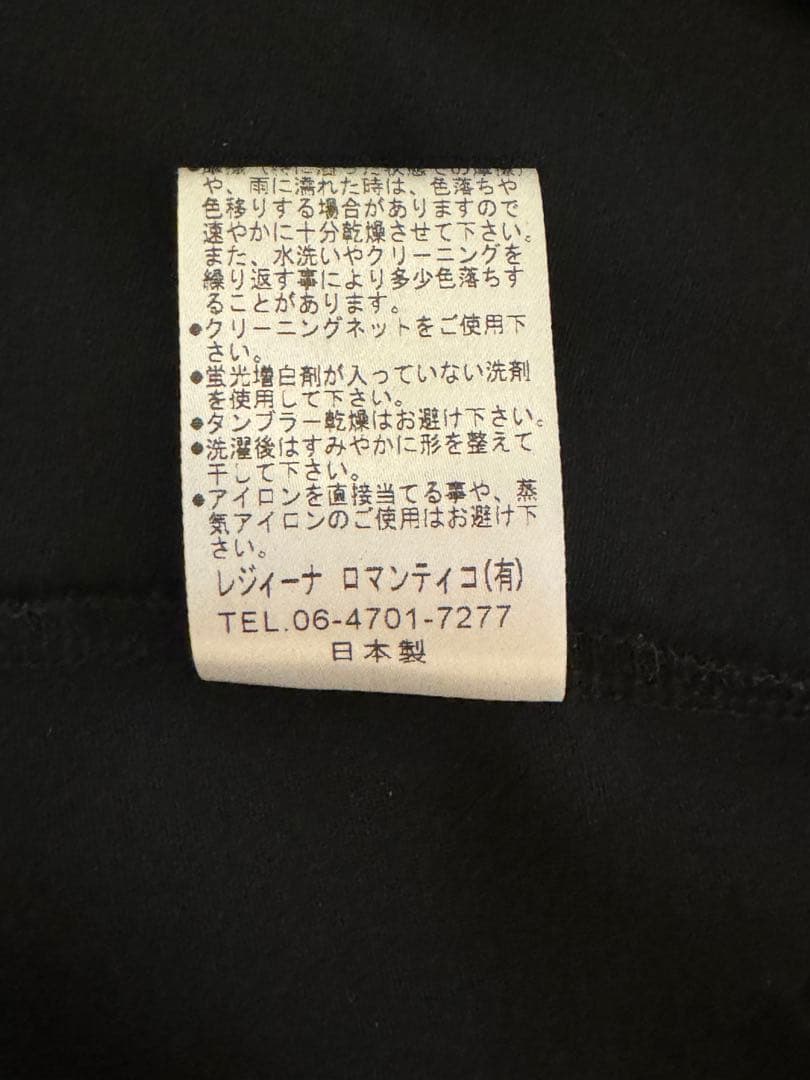 や、雨に濡れた時は、色落ちや
色移りする場合がありますので
速やかに十分乾燥させて下さい。
また、水洗いやクリーニングを
繰り返す事により多少色落ちす
ることがあります。
●クリーニングネットをご使用下
さい。
●蛍光増白剤が入っていない洗剤
を使用して下さい。
●タンブラー乾燥はお避け下さい。
●洗濯後はすみやかに形を整えて
干して下さい。
●アイロンを直接当てる事や、蒸
気アイロンのご使用はお避け下
さい。
レジィーナ ロマンティコ(有)
TEL.06-4701-7277
日本製